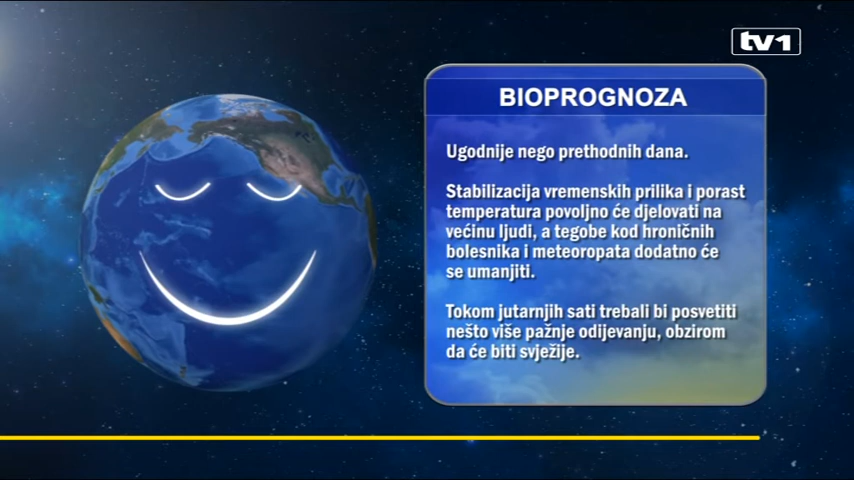 tv1
BIOPROGNOZA
Ugodnije nego prethodnih dana.
Stabilizacija vremenskih prilika i porast
temperatura povoljno će djelovati na
većinu ljudi, a tegobe kod hroničnih
bolesnika i meteoropata dodatno će
se umanjiti.
Tokom jutarnjih sati trebali bi posvetiti
nešto više pažnje odijevanju, obzirom
da će biti svježije.